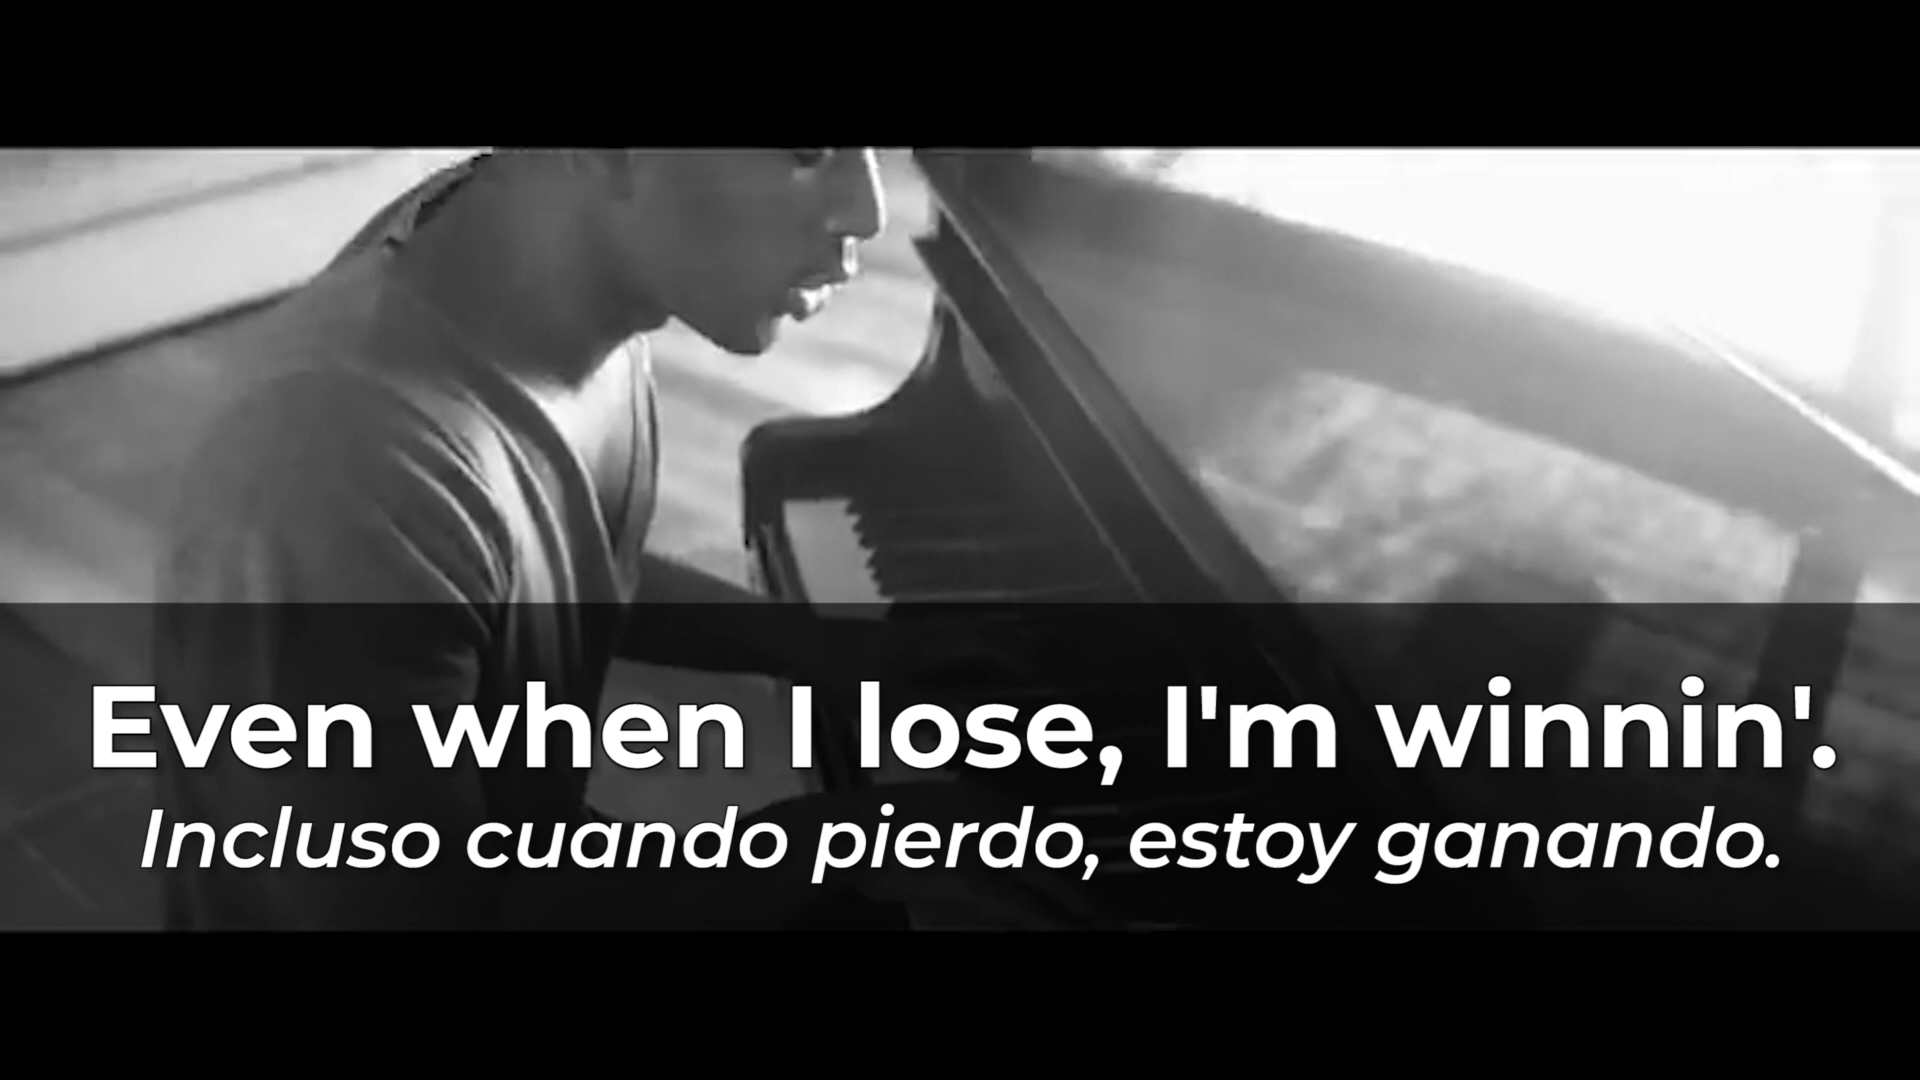 Even when I lose, I'm winnin'.
Incluso cuando pierdo, estoy ganando.